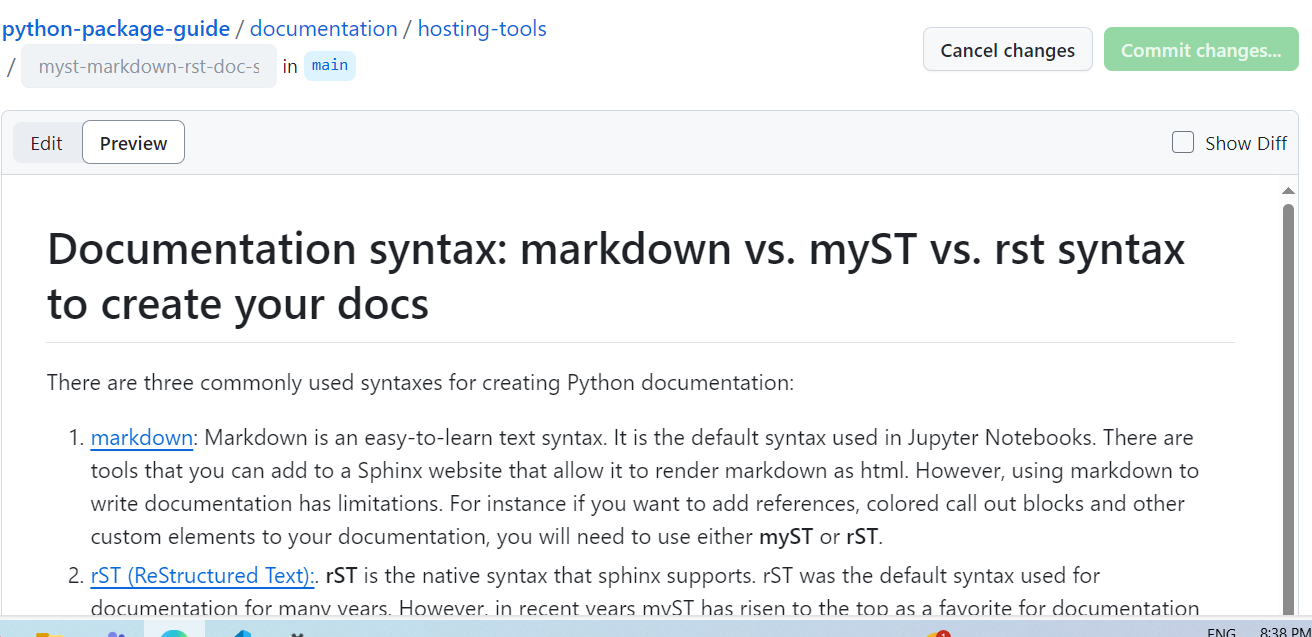 python-package-guide / documentation / hosting-tools
/ myst-markdown-rst-doc-s in main
Cancel changes
Commit changes...
Edit
Preview
Show Diff
Documentation syntax: markdown vs. myST vs. rst syntax
to create your docs
There are three commonly used syntaxes for creating Python documentation:
1. markdown: Markdown is an easy-to-learn text syntax. It is the default syntax used in Jupyter Notebooks. There are
tools that you can add to a Sphinx website that allow it to render markdown as html. However, using markdown to
write documentation has limitations. For instance if you want to add references, colored call out blocks and other
custom elements to your documentation, you will need to use either myST or rST.
2. rST (ReStructured Text):. rST is the native syntax that sphinx supports. rST was the default syntax used for
documentation for many years. However, in recent years myST has risen to the top as a favorite for documentation
1
ENG
8:38 PM